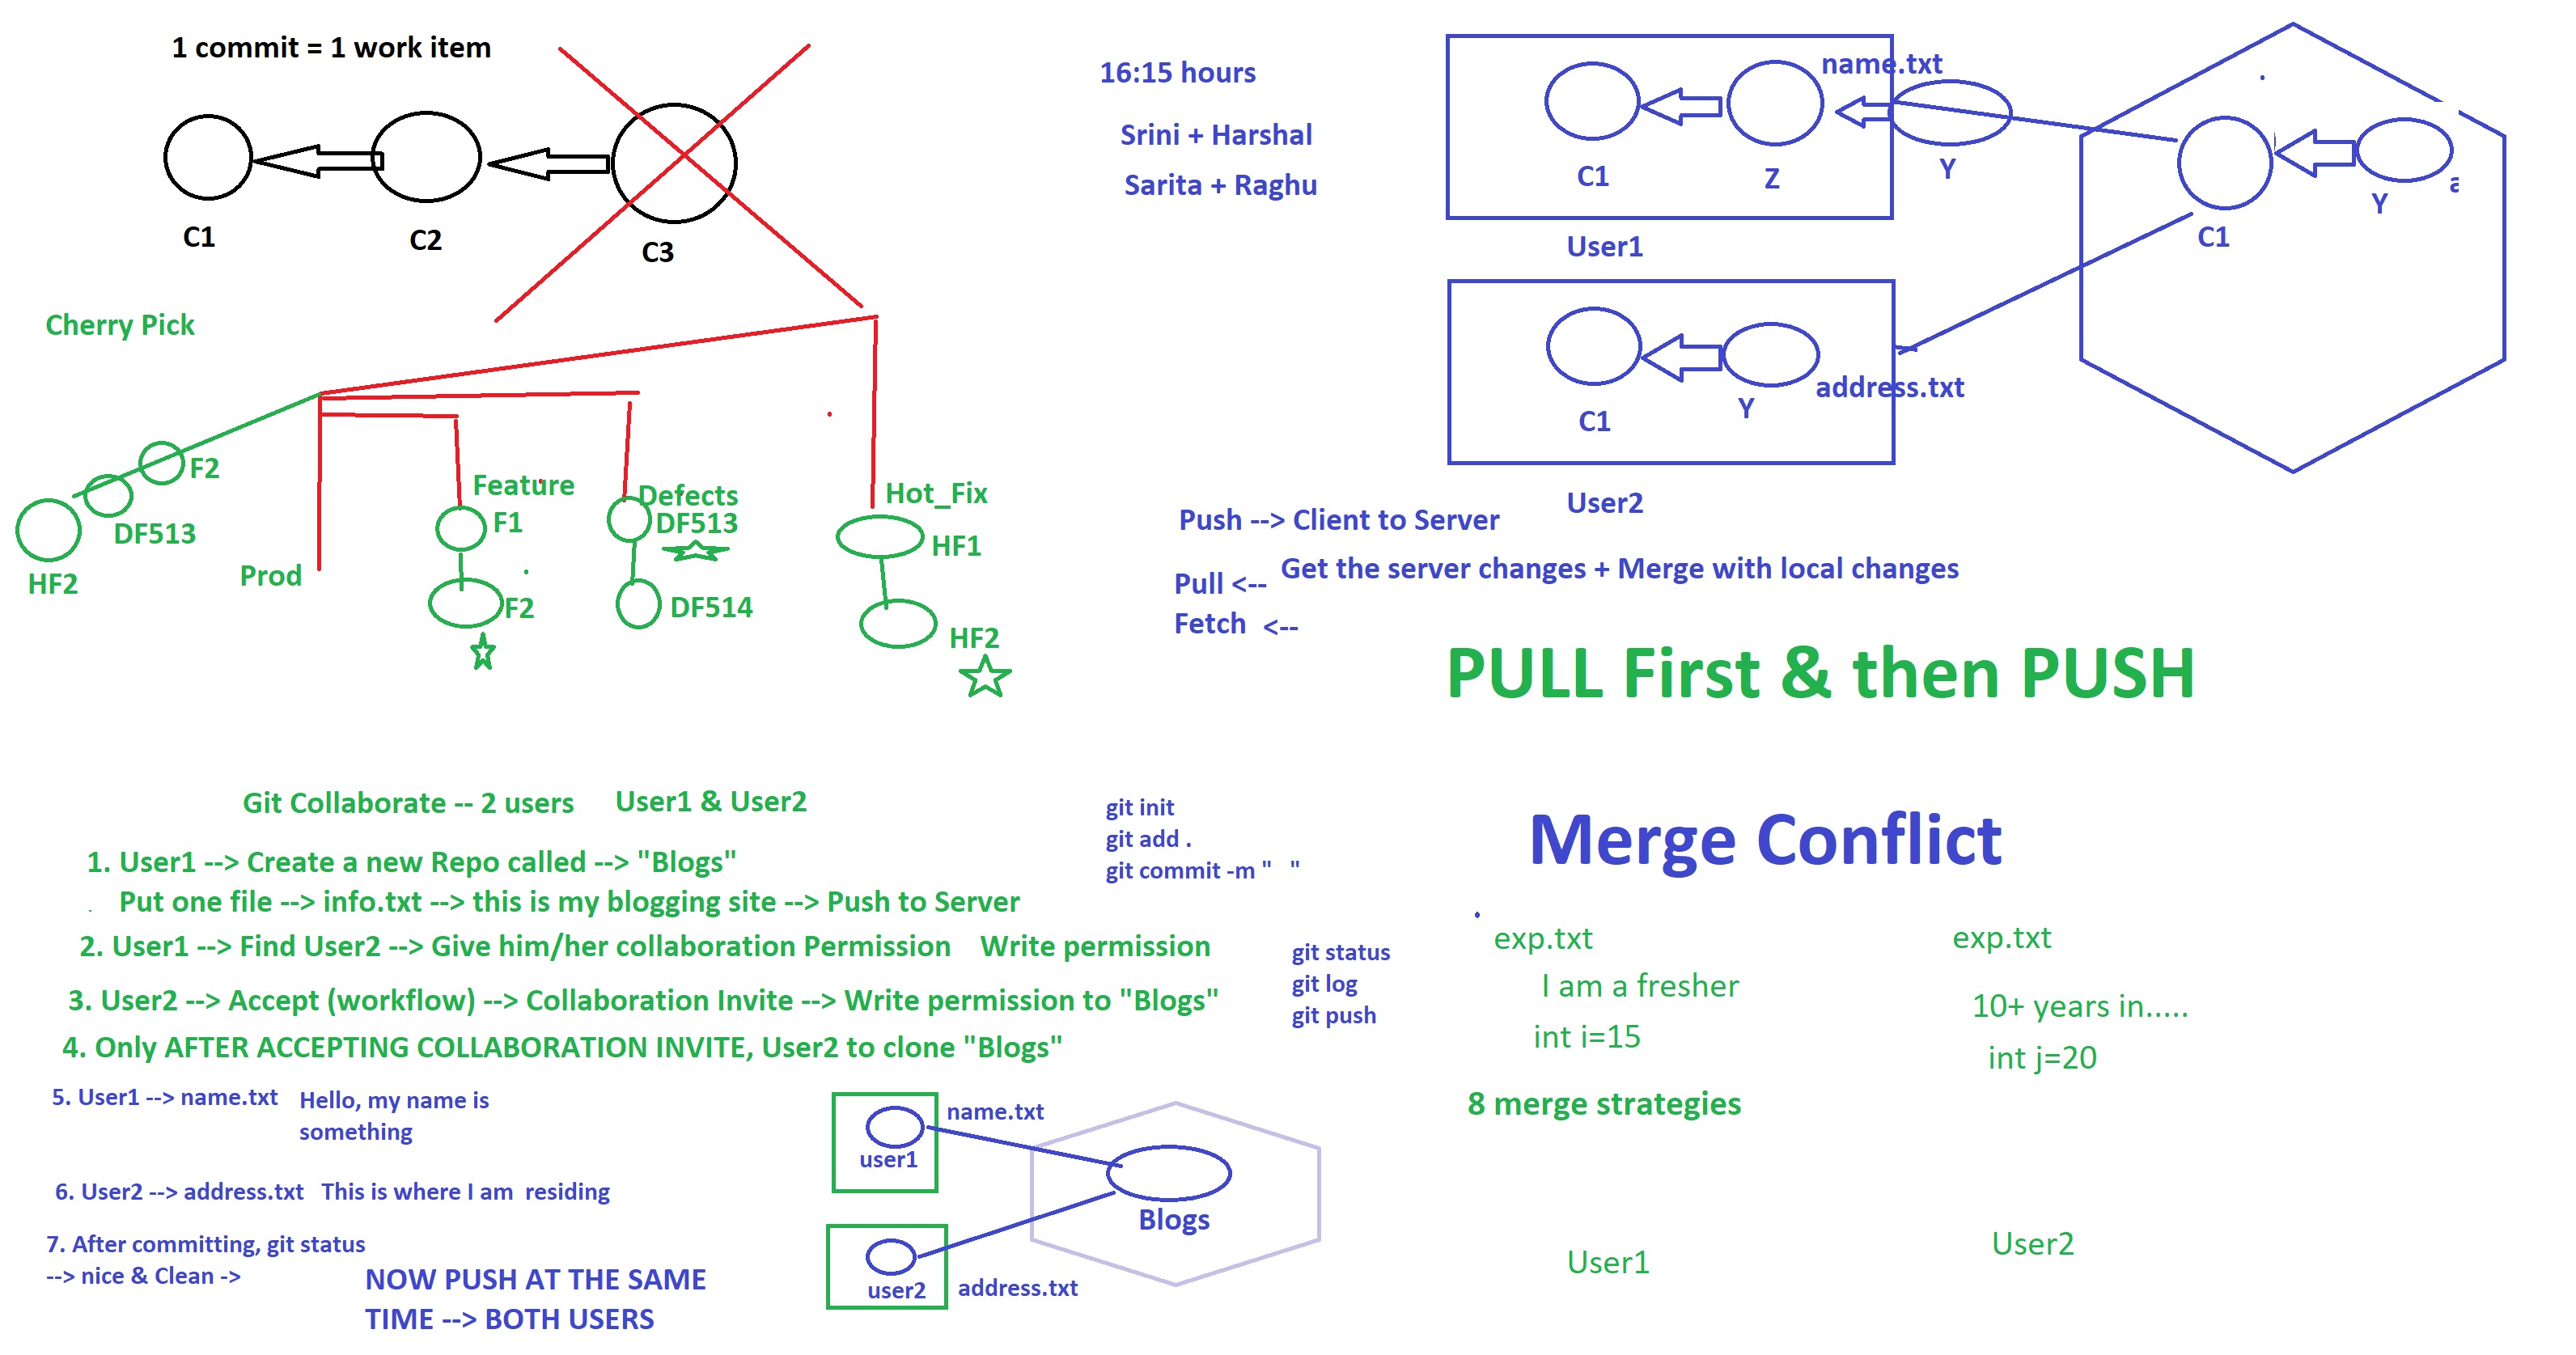 1 commit = 1 work item
C1
C2
C3
Cherry Pick
F2
DF513
HF2
Prod
Feature
F1
F2
Defects
DF513
DF514
Hot_Fix
HF1
HF2
16:15 hours
Srini + Harshal
Sarita + Raghu
name.txt
C1
Z
Y
User1
C1
Y
a
C1
Y
address.txt
User2
Push --> Client to Server
Pull <-- Get the server changes + Merge with local changes
Fetch <--
PULL First & then PUSH
Git Collaborate -- 2 users User1 & User2
1. User1 --> Create a new Repo called --> "Blogs"
Put one file --> info.txt --> this is my blogging site --> Push to Server
2. User1 --> Find User2 --> Give him/her collaboration Permission Write permission
3. User2 --> Accept (workflow) --> Collaboration Invite --> Write permission to "Blogs"
4. Only AFTER ACCEPTING COLLABORATION INVITE, User2 to clone "Blogs"
5. User1 --> name.txt Hello, my name is
something
6. User2 --> address.txt This is where I am residing
7. After committing, git status
--> nice & Clean ->
NOW PUSH AT THE SAME
TIME --> BOTH USERS
git init
git add .
git commit -m " "
git status
git log
git push
name.txt
user1
Blogs
user2
address.txt
Merge Conflict
exp.txt
I am a fresher
int i=15
8 merge strategies
User1
exp.txt
10+ years in.....
int j=20
User2